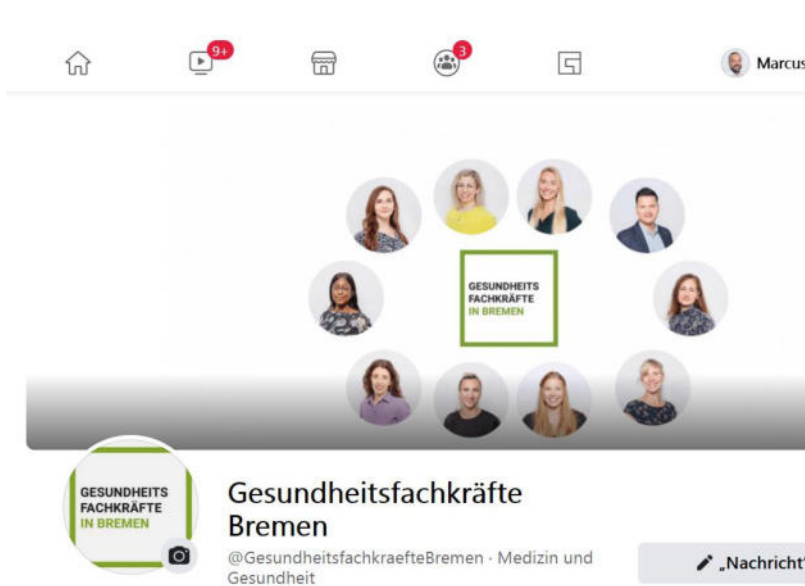 9+
3
Marcus
GESUNDHEITS
FACHKRÄFTE
IN BREMEN
GESUNDHEITS
FACHKRÄFTE
IN BREMEN
Gesundheitsfachkräfte
Bremen
@GesundheitsfachkraefteBremen · Medizin und
Gesundheit
„Nachricht“